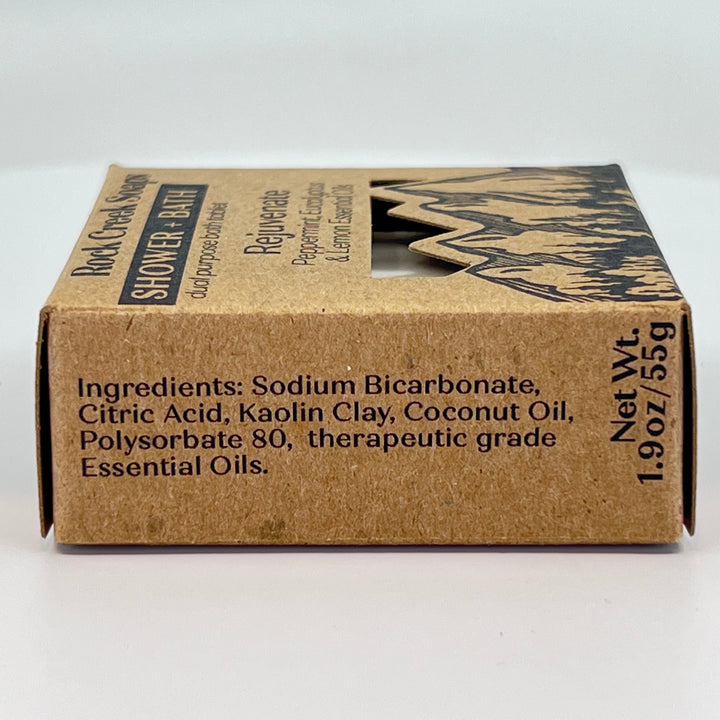 Rock Creek Soaps
SHOWER + BATH
dual purpose bath tablet
Rejuvenate
Peppermint, Eucalyptus
& Lemon Essential Oils
Ingredients: Sodium Bicarbonate,
Citric Acid, Kaolin Clay, Coconut Oil,
Polysorbate 80, therapeutic grade
Essential Oils.
Net Wt.
1.9oz/55g